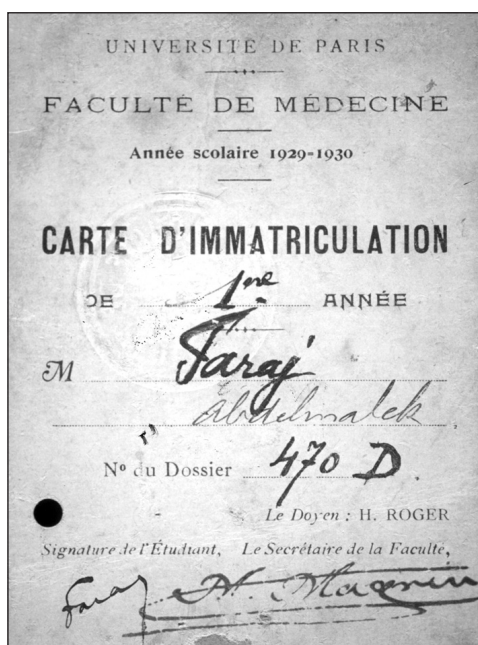 UNIVERSITÉ DE PARIS
FACULTÉ DE MÉDECINE
Année scolaire 1929-1930
CARTE D'IMMATRICULATION
DE 1re ANNÉE
M Faraj
Abdelmalek
No du Dossier 470 D.
Le Doyen : H. ROGER
Signature de l'Étudiant, Le Secrétaire de la Faculté,
Faraj